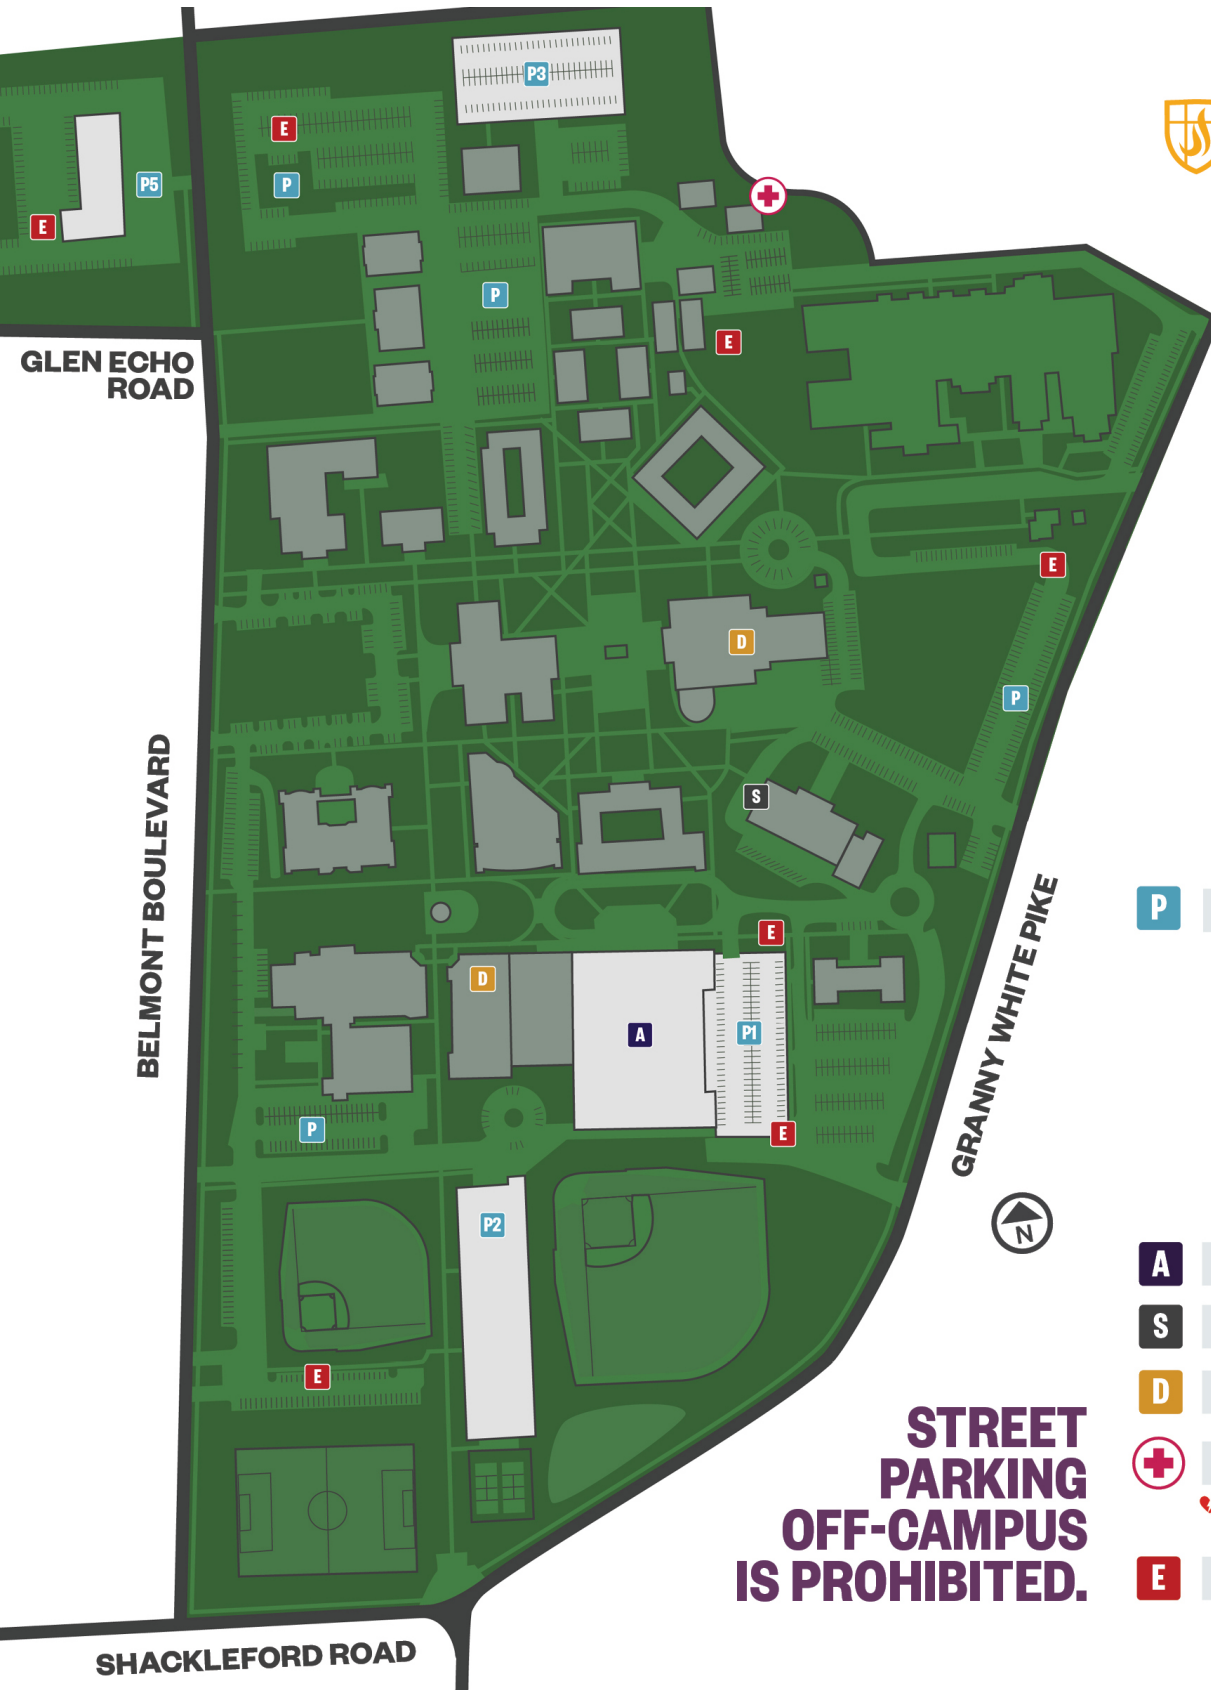 P3
E
P5
P
E
P
GLEN ECHO
ROAD
E
E
D
P
BELMONT BOULEVARD
S
P
E
GRANNY WHITE PIKE
D
A
P1
P
E
P2
N
A
S
E
D
STREET
PARKING
OFF-CAMPUS
IS PROHIBITED.
E
SHACKLEFORD ROAD